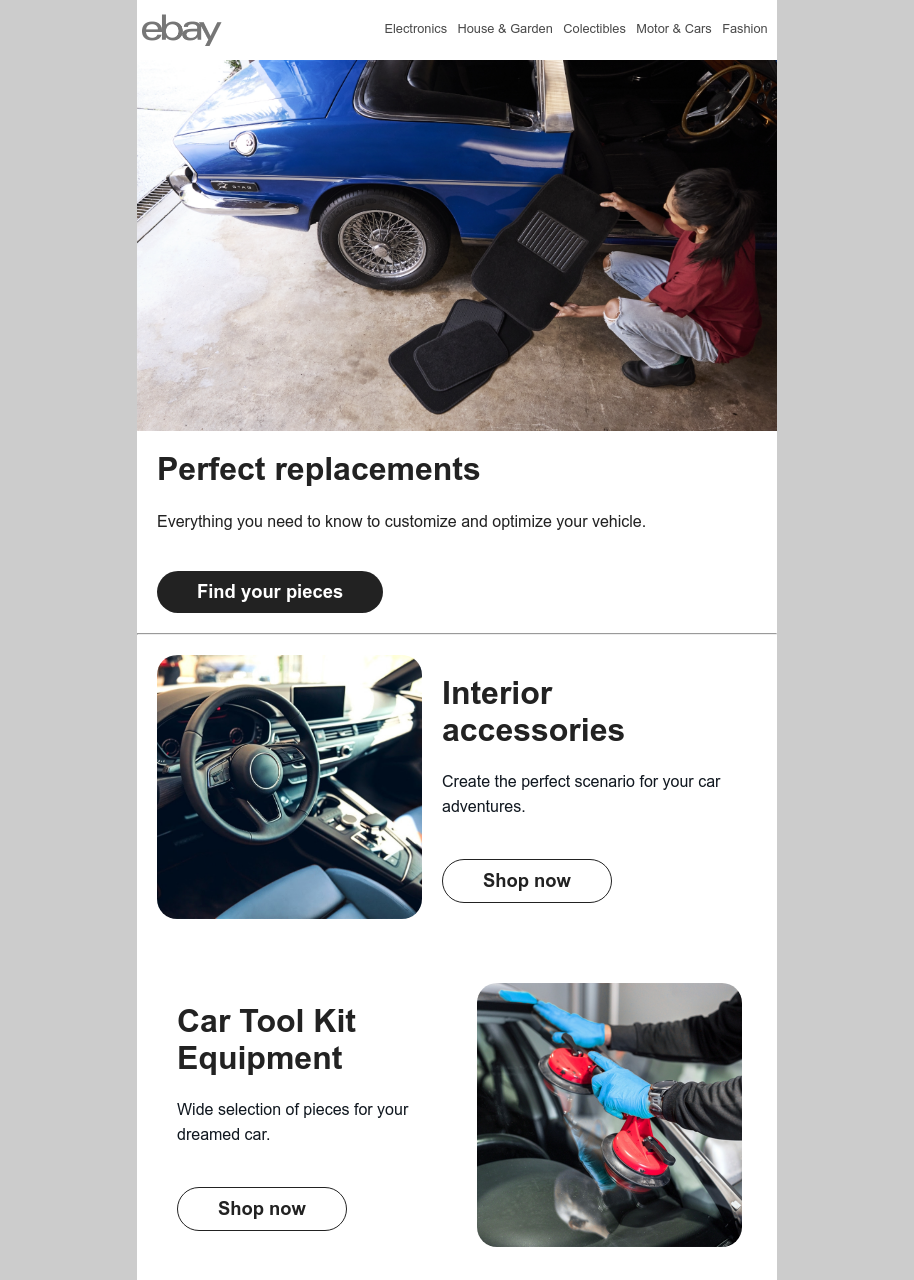 ebay
Electronics House & Garden Colectibles Motor & Cars Fashion
Perfect replacements
Everything you need to know to customize and optimize your vehicle.
Find your pieces
Interior
accessories
Create the perfect scenario for your car
adventures.
Shop now
Car Tool Kit
Equipment
Wide selection of pieces for your
dreamed car.
Shop now